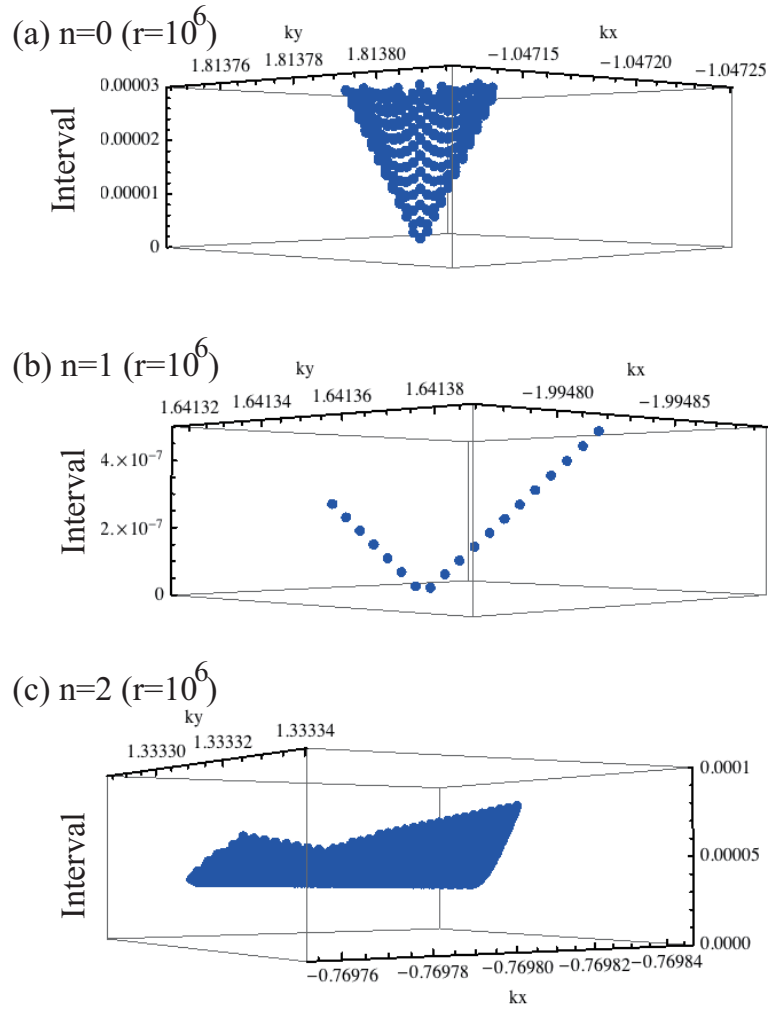 (a) n=0 (r=10^6)
ky
kx
1.81376 1.81378 1.81380
−1.04715 −1.04720 −1.04725
Interval
0.00003
0.00002
0.00001
0
(b) n=1 (r=10^6)
ky
kx
1.64132 1.64134 1.64136 1.64138
−1.99480 −1.99485
Interval
4.×10^-7
2.×10^-7
0
(c) n=2 (r=10^6)
ky
1.33330 1.33332 1.33334
Interval
0.0001
0.00005
0.0000
−0.76976 −0.76978 −0.76980 −0.76982 −0.76984
kx